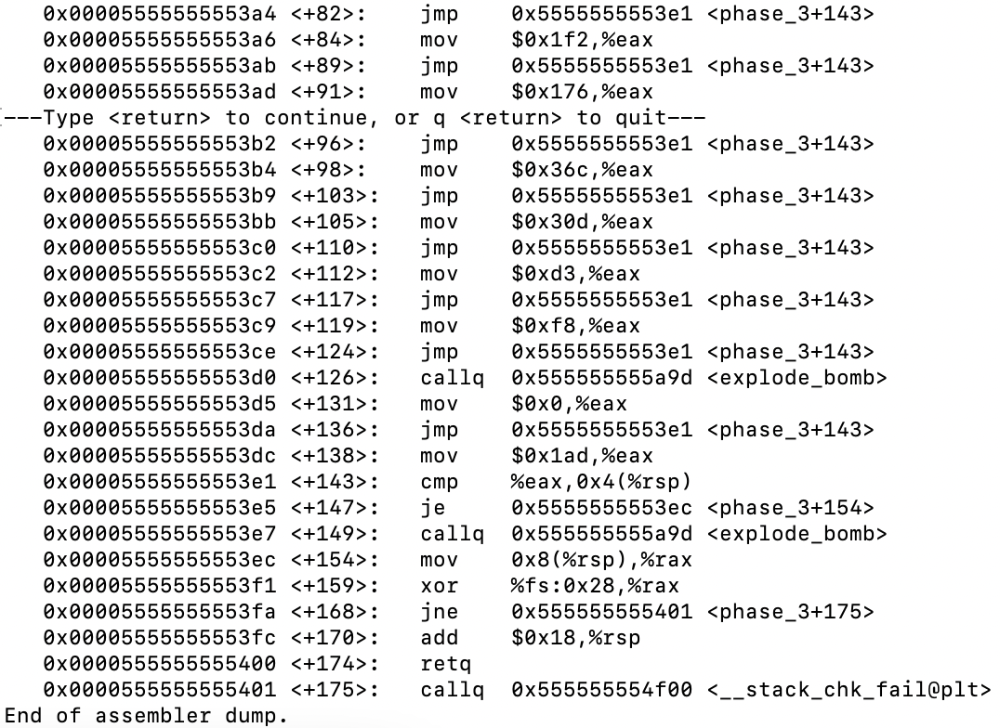 0x00005555555553a4 <+82>: jmp 0x5555555553e1 <phase_3+143>
0x00005555555553a6 <+84>: mov $0x1f2,%eax
0x00005555555553ab <+89>: jmp 0x5555555553e1 <phase_3+143>
0x00005555555553ad <+91>: mov $0x176,%eax
---Type <return> to continue, or q <return> to quit---
0x00005555555553b2 <+96>: jmp 0x5555555553e1 <phase_3+143>
0x00005555555553b4 <+98>: mov $0x36c,%eax
0x00005555555553b9 <+103>: jmp 0x5555555553e1 <phase_3+143>
0x00005555555553bb <+105>: mov $0x30d,%eax
0x00005555555553c0 <+110>: jmp 0x5555555553e1 <phase_3+143>
0x00005555555553c2 <+112>: mov $0xd3,%eax
0x00005555555553c7 <+117>: jmp 0x5555555553e1 <phase_3+143>
0x00005555555553c9 <+119>: mov $0xf8,%eax
0x00005555555553ce <+124>: jmp 0x5555555553e1 <phase_3+143>
0x00005555555553d0 <+126>: callq 0x555555555a9d <explode_bomb>
0x00005555555553d5 <+131>: mov $0x0,%eax
0x00005555555553da <+136>: jmp 0x5555555553e1 <phase_3+143>
0x00005555555553dc <+138>: mov $0x1ad,%eax
0x00005555555553e1 <+143>: cmp %eax,0x4(%rsp)
0x00005555555553e5 <+147>: je 0x5555555553ec <phase_3+154>
0x00005555555553e7 <+149>: callq 0x555555555a9d <explode_bomb>
0x00005555555553ec <+154>: mov 0x8(%rsp),%rax
0x00005555555553f1 <+159>: xor %fs:0x28,%rax
0x00005555555553fa <+168>: jne 0x555555555401 <phase_3+175>
0x00005555555553fc <+170>: add $0x18,%rsp
0x0000555555555400 <+174>: retq
0x0000555555555401 <+175>: callq 0x555555554f00 <__stack_chk_fail@plt>
End of assembler dump.